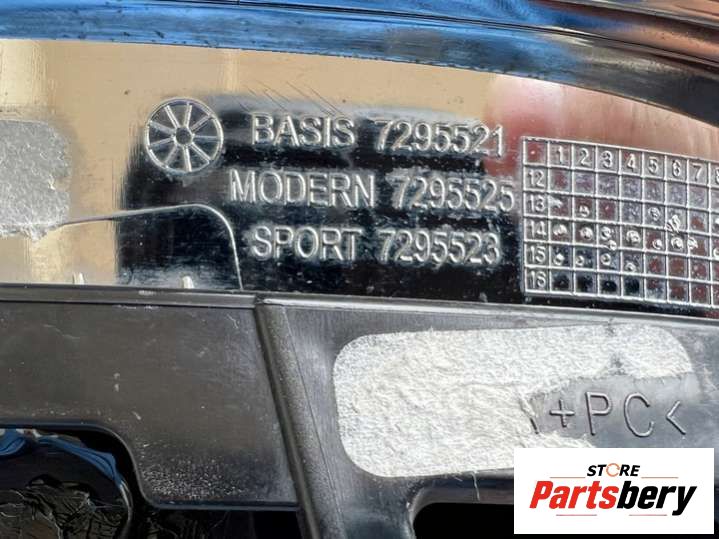 BASIS 7295521
MODERN 7295525
SPORT 7295523
1 2 3 4 5 6 7 8
12
13
14
15
16
+PC<
STORE
Partsbery